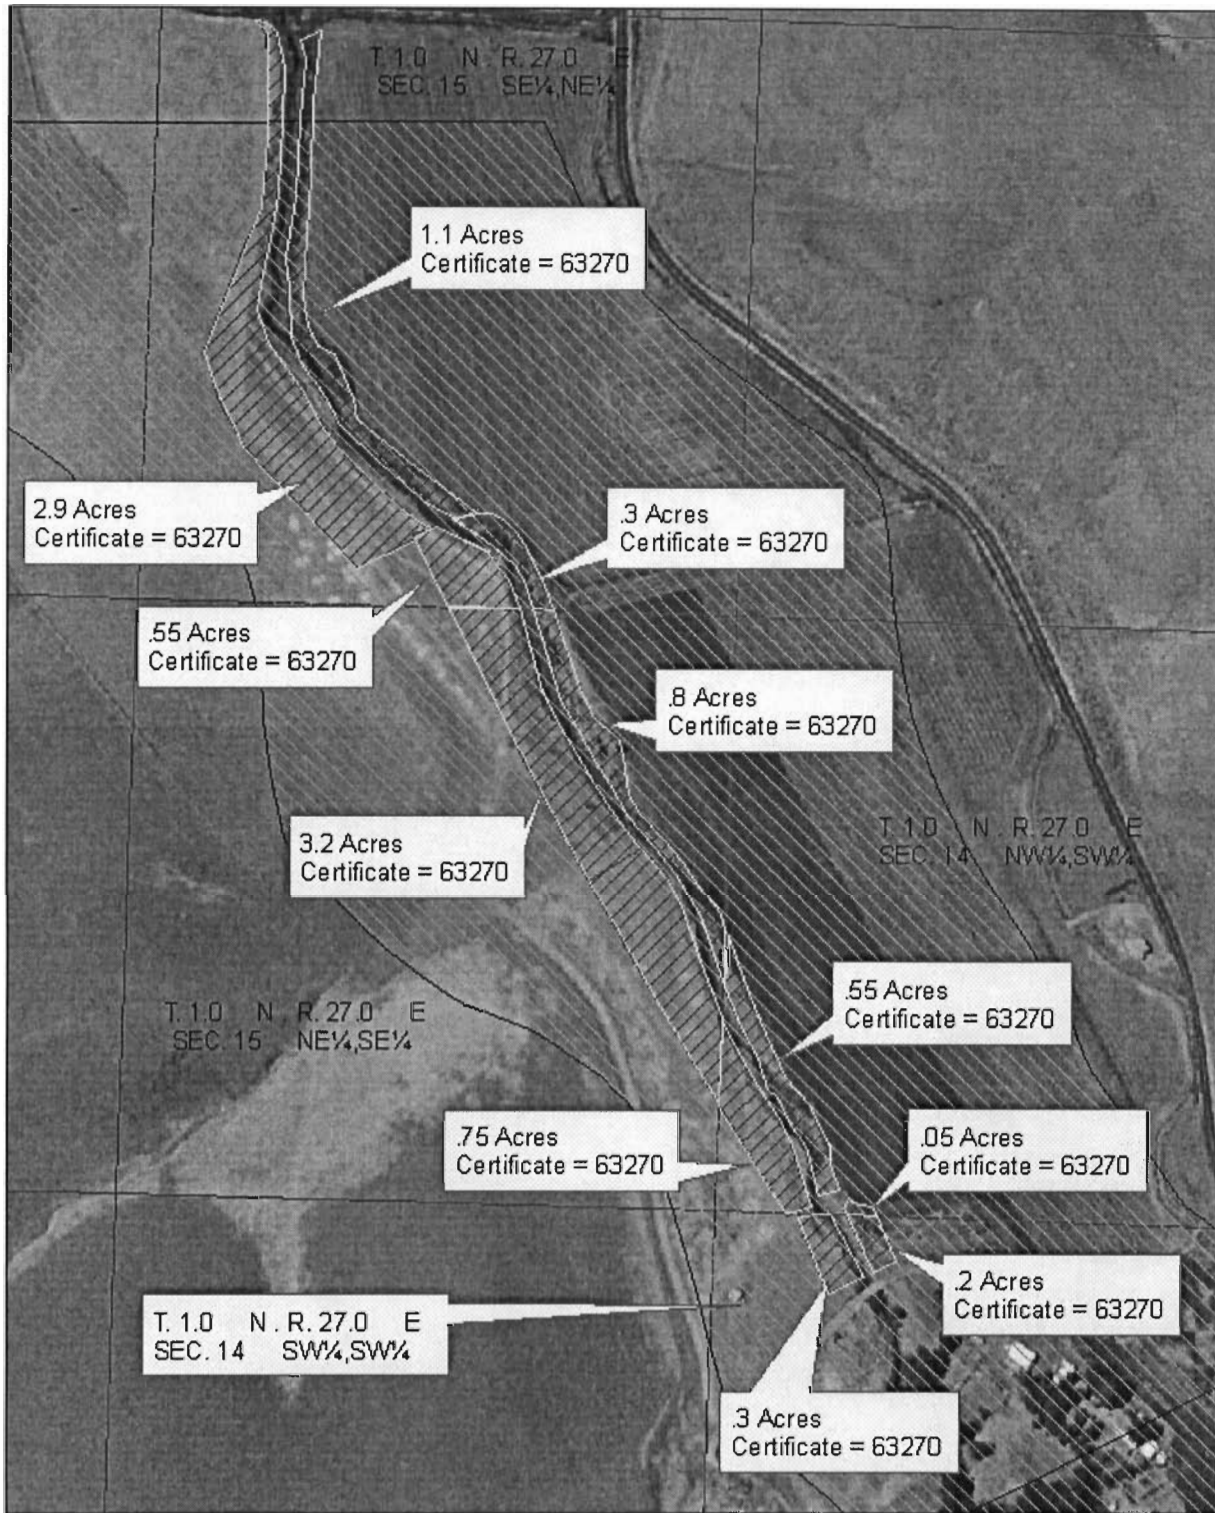 T. 1.0 N . R. 27.0 E
SEC. 15 SE¼,NE¼
1.1 Acres
Certificate = 63270
2.9 Acres
Certificate = 63270
.3 Acres
Certificate = 63270
.55 Acres
Certificate = 63270
.8 Acres
Certificate = 63270
3.2 Acres
Certificate = 63270
T. 1.0 N . R. 27.0 E
SEC. 14 NW¼,SW¼
.55 Acres
Certificate = 63270
T. 1.0 N . R. 27.0 E
SEC. 15 NE¼,SE¼
.75 Acres
Certificate = 63270
.05 Acres
Certificate = 63270
.2 Acres
Certificate = 63270
T. 1.0 N . R. 27.0 E
SEC. 14 SW¼,SW¼
.3 Acres
Certificate = 63270